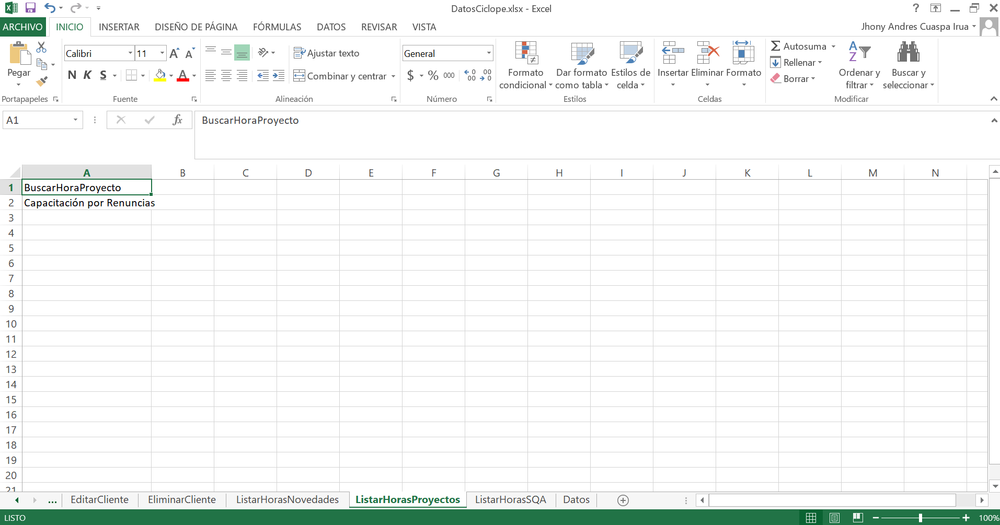 DatosCiclope.xlsx - Excel
ARCHIVO INICIO INSERTAR DISEÑO DE PÁGINA FÓRMULAS DATOS REVISAR VISTA Jhony Andres Cuaspa Irua
Pegar
Portapapeles
Calibri 11
N K S
Fuente
Ajustar texto
Combinar y centrar
Alineación
General
$ % 000
Número
Formato condicional
Dar formato como tabla
Estilos de celda
Estilos
Insertar Eliminar Formato
Celdas
Autosuma
Rellenar
Borrar
Ordenar y filtrar
Buscar y seleccionar
Modificar
A1 fx BuscarHoraProyecto
A B C D E F G H I J K L M N
1 BuscarHoraProyecto
2 Capacitación por Renuncias
3
4
5
6
7
8
9
10
11
12
13
14
15
16
17
18
19
20
21
... EditarCliente EliminarCliente ListarHorasNovedades ListarHorasProyectos ListarHorasSQA Datos
LISTO 100%